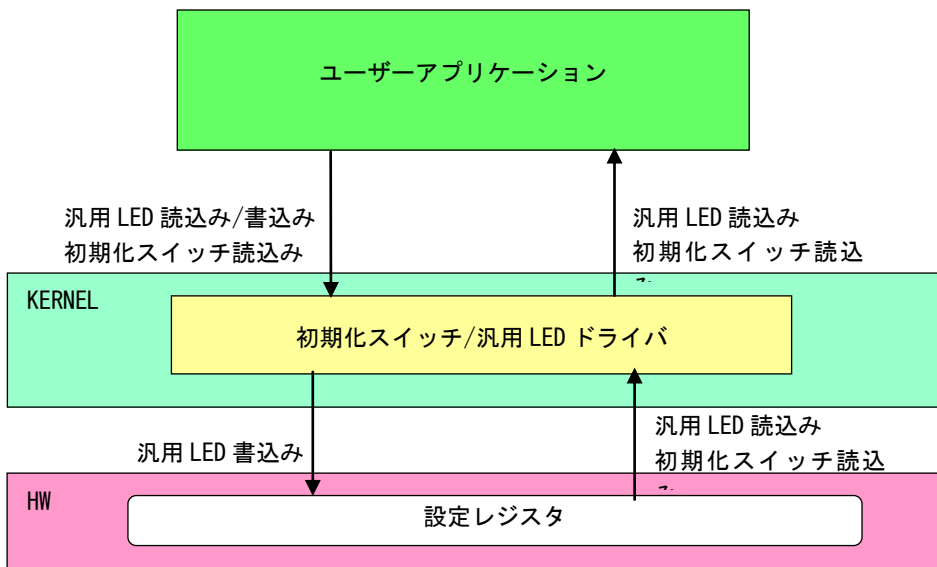 ユーザーアプリケーション
汎用 LED 読込み/書込み
初期化スイッチ読込み
汎用 LED 読込み
初期化スイッチ読込
KERNEL
初期化スイッチ/汎用 LED ドライバ
汎用 LED 書込み
汎用 LED 読込み
初期化スイッチ読込
HW
設定レジスタ